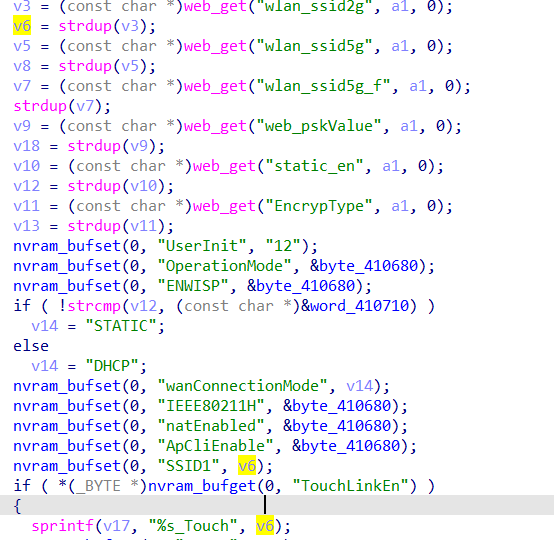 v3 = (const char *)web_get("wlan_ssid2g", a1, 0);
v6 = strdup(v3);
v5 = (const char *)web_get("wlan_ssid5g", a1, 0);
v8 = strdup(v5);
v7 = (const char *)web_get("wlan_ssid5g_f", a1, 0);
strdup(v7);
v9 = (const char *)web_get("web_pskValue", a1, 0);
v18 = strdup(v9);
v10 = (const char *)web_get("static_en", a1, 0);
v12 = strdup(v10);
v11 = (const char *)web_get("EncrypType", a1, 0);
v13 = strdup(v11);
nvram_bufset(0, "UserInit", "12");
nvram_bufset(0, "OperationMode", &byte_410680);
nvram_bufset(0, "ENWISP", &byte_410680);
if ( !strcmp(v12, (const char *)&word_410710) )
v14 = "STATIC";
else
v14 = "DHCP";
nvram_bufset(0, "wanConnectionMode", v14);
nvram_bufset(0, "IEEE80211H", &byte_410680);
nvram_bufset(0, "natEnabled", &byte_410680);
nvram_bufset(0, "ApCliEnable", &byte_410680);
nvram_bufset(0, "SSID1", v6);
if ( *(_BYTE *)nvram_bufget(0, "TouchLinkEn") )
{
sprintf(v17, "%s_Touch", v6);